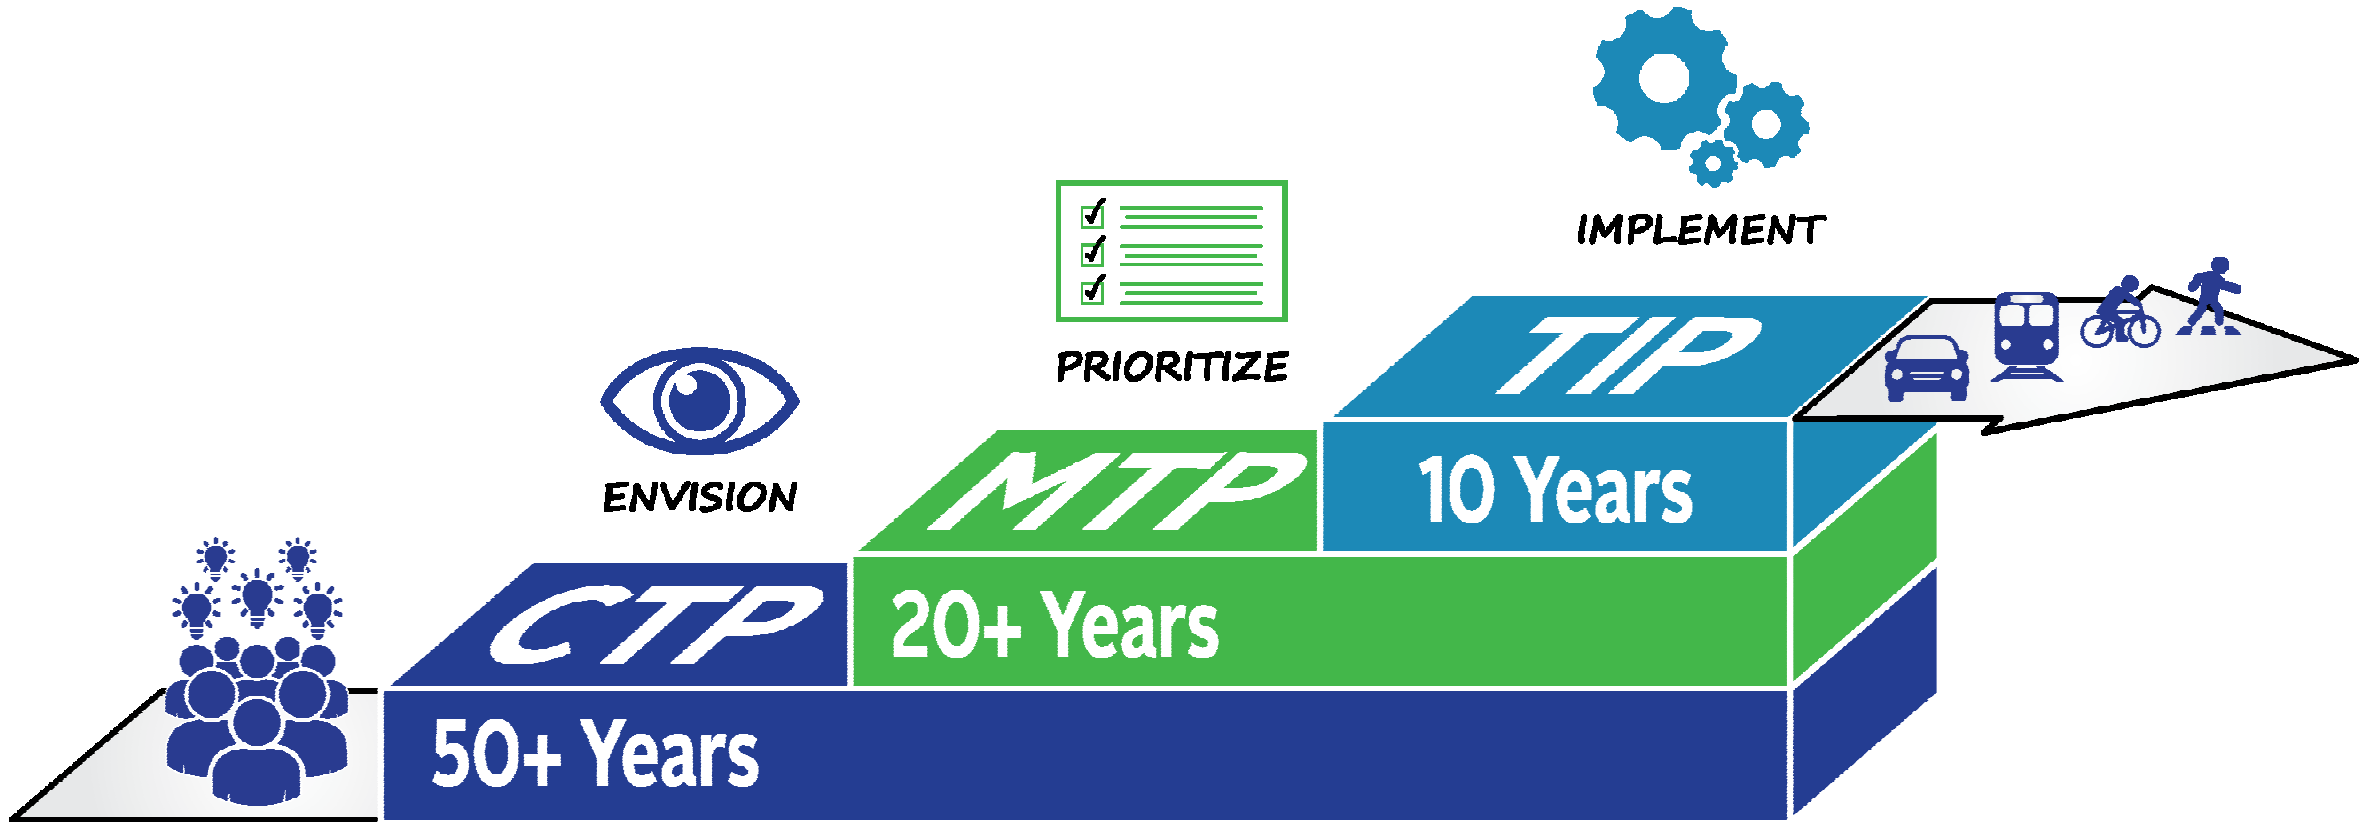 ENVISION
CTP
50+ Years
PRIORITIZE
MTP
20+ Years
IMPLEMENT
TIP
10 Years